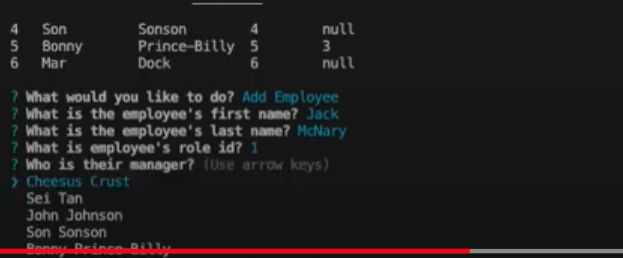 4 Son Sonson 4 null
5 Bonny Prince-Billy 5 3
6 Mar Dock 6 null
? What would you like to do? Add Employee
? What is the employee's first name? Jack
? What is the employee's last name? McNary
? What is employee's role id? 1
? Who is their manager? (Use arrow keys)
❯ Cheesus Crust
Sei Tan
John Johnson
Son Sonson
Bonny Prince-Billy